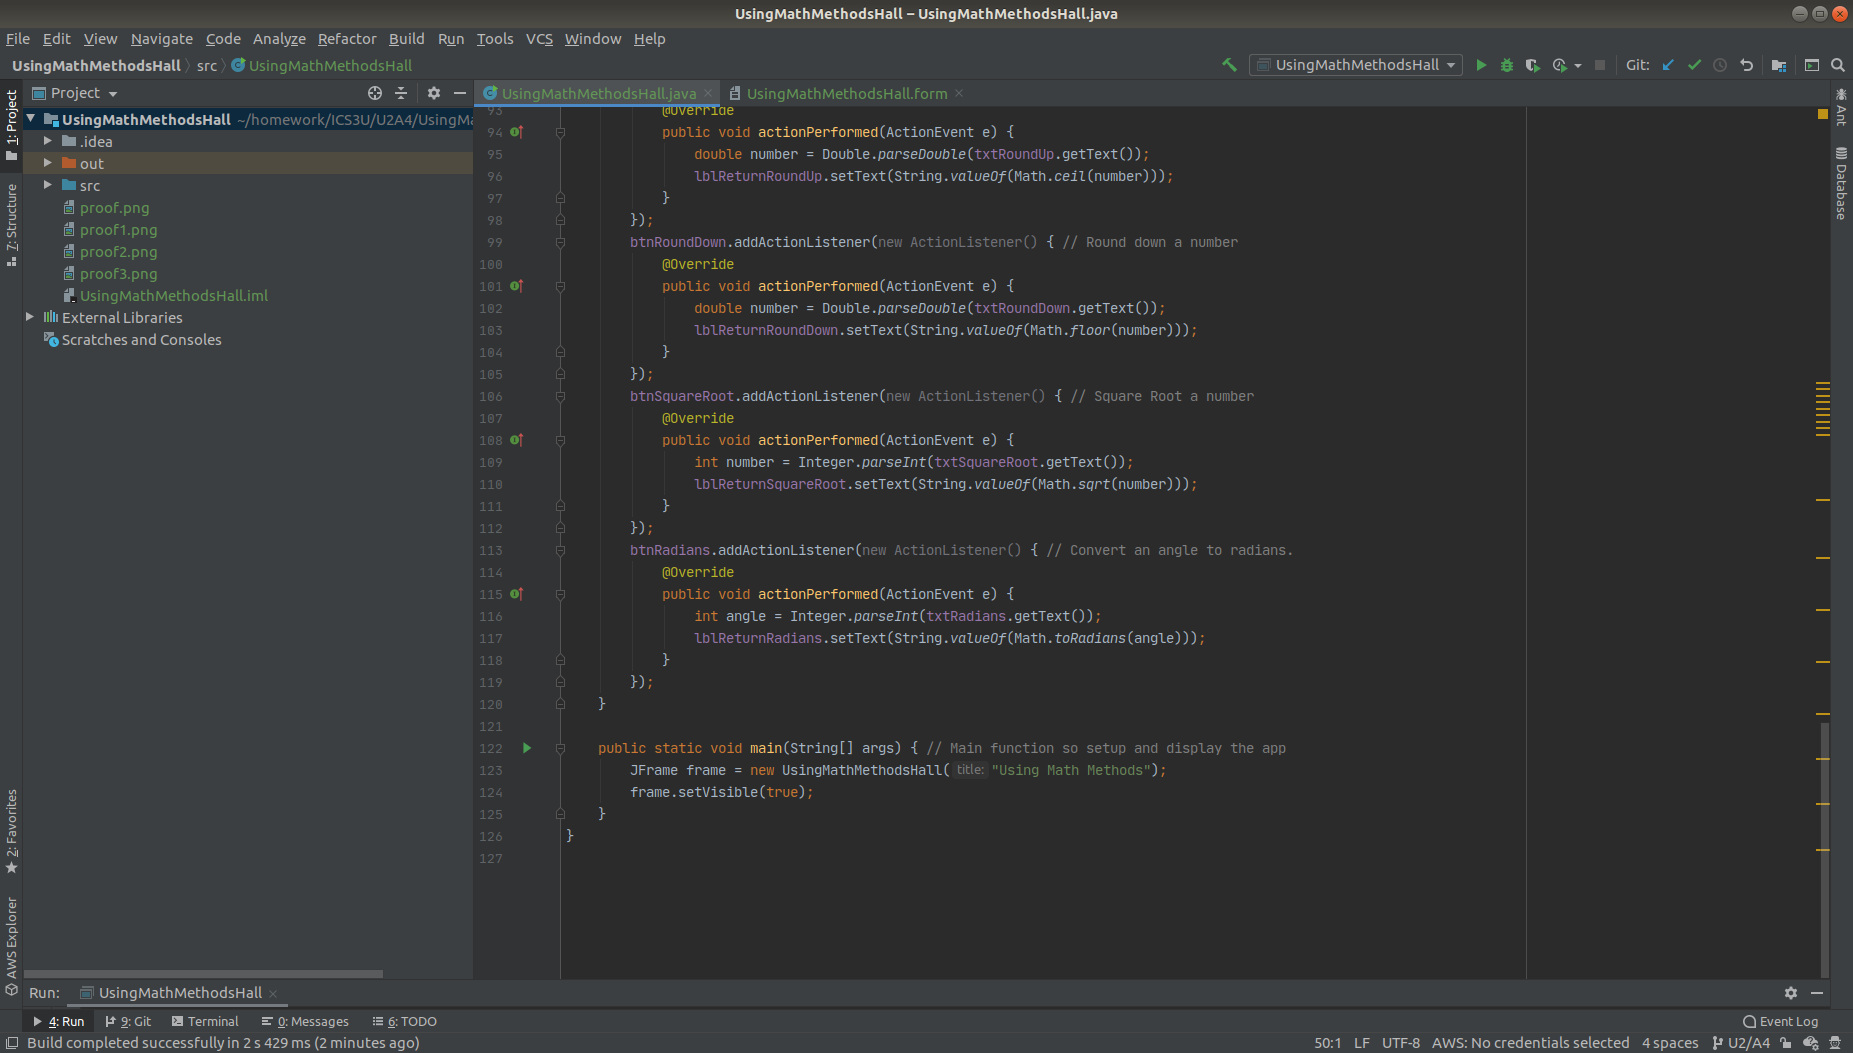 UsingMathMethodsHall – UsingMathMethodsHall.java
File Edit View Navigate Code Analyze Refactor Build Run Tools VCS Window Help
UsingMathMethodsHall src UsingMathMethodsHall
UsingMathMethodsHall Git:
Project
1: Project
7: Structure
2: Favorites
AWS Explorer
UsingMathMethodsHall ~/homework/ICS3U/U2A4/UsingMa
.idea
out
src
proof.png
proof1.png
proof2.png
proof3.png
UsingMathMethodsHall.iml
External Libraries
Scratches and Consoles
UsingMathMethodsHall.java UsingMathMethodsHall.form
93 @Override
94 public void actionPerformed(ActionEvent e) {
95 double number = Double.parseDouble(txtRoundUp.getText());
96 lblReturnRoundUp.setText(String.valueOf(Math.ceil(number)));
97 }
98 });
99 btnRoundDown.addActionListener(new ActionListener() { // Round down a number
100 @Override
101 public void actionPerformed(ActionEvent e) {
102 double number = Double.parseDouble(txtRoundDown.getText());
103 lblReturnRoundDown.setText(String.valueOf(Math.floor(number)));
104 }
105 });
106 btnSquareRoot.addActionListener(new ActionListener() { // Square Root a number
107 @Override
108 public void actionPerformed(ActionEvent e) {
109 int number = Integer.parseInt(txtSquareRoot.getText());
110 lblReturnSquareRoot.setText(String.valueOf(Math.sqrt(number)));
111 }
112 });
113 btnRadians.addActionListener(new ActionListener() { // Convert an angle to radians.
114 @Override
115 public void actionPerformed(ActionEvent e) {
116 int angle = Integer.parseInt(txtRadians.getText());
117 lblReturnRadians.setText(String.valueOf(Math.toRadians(angle)));
118 }
119 });
120 }
121
122 public static void main(String[] args) { // Main function so setup and display the app
123 JFrame frame = new UsingMathMethodsHall( title: "Using Math Methods");
124 frame.setVisible(true);
125 }
126 }
127
Ant
Database
Run: UsingMathMethodsHall
4: Run 9: Git Terminal 0: Messages 6: TODO Event Log
Build completed successfully in 2 s 429 ms (2 minutes ago) 50:1 LF UTF-8 AWS: No credentials selected 4 spaces U2/A4